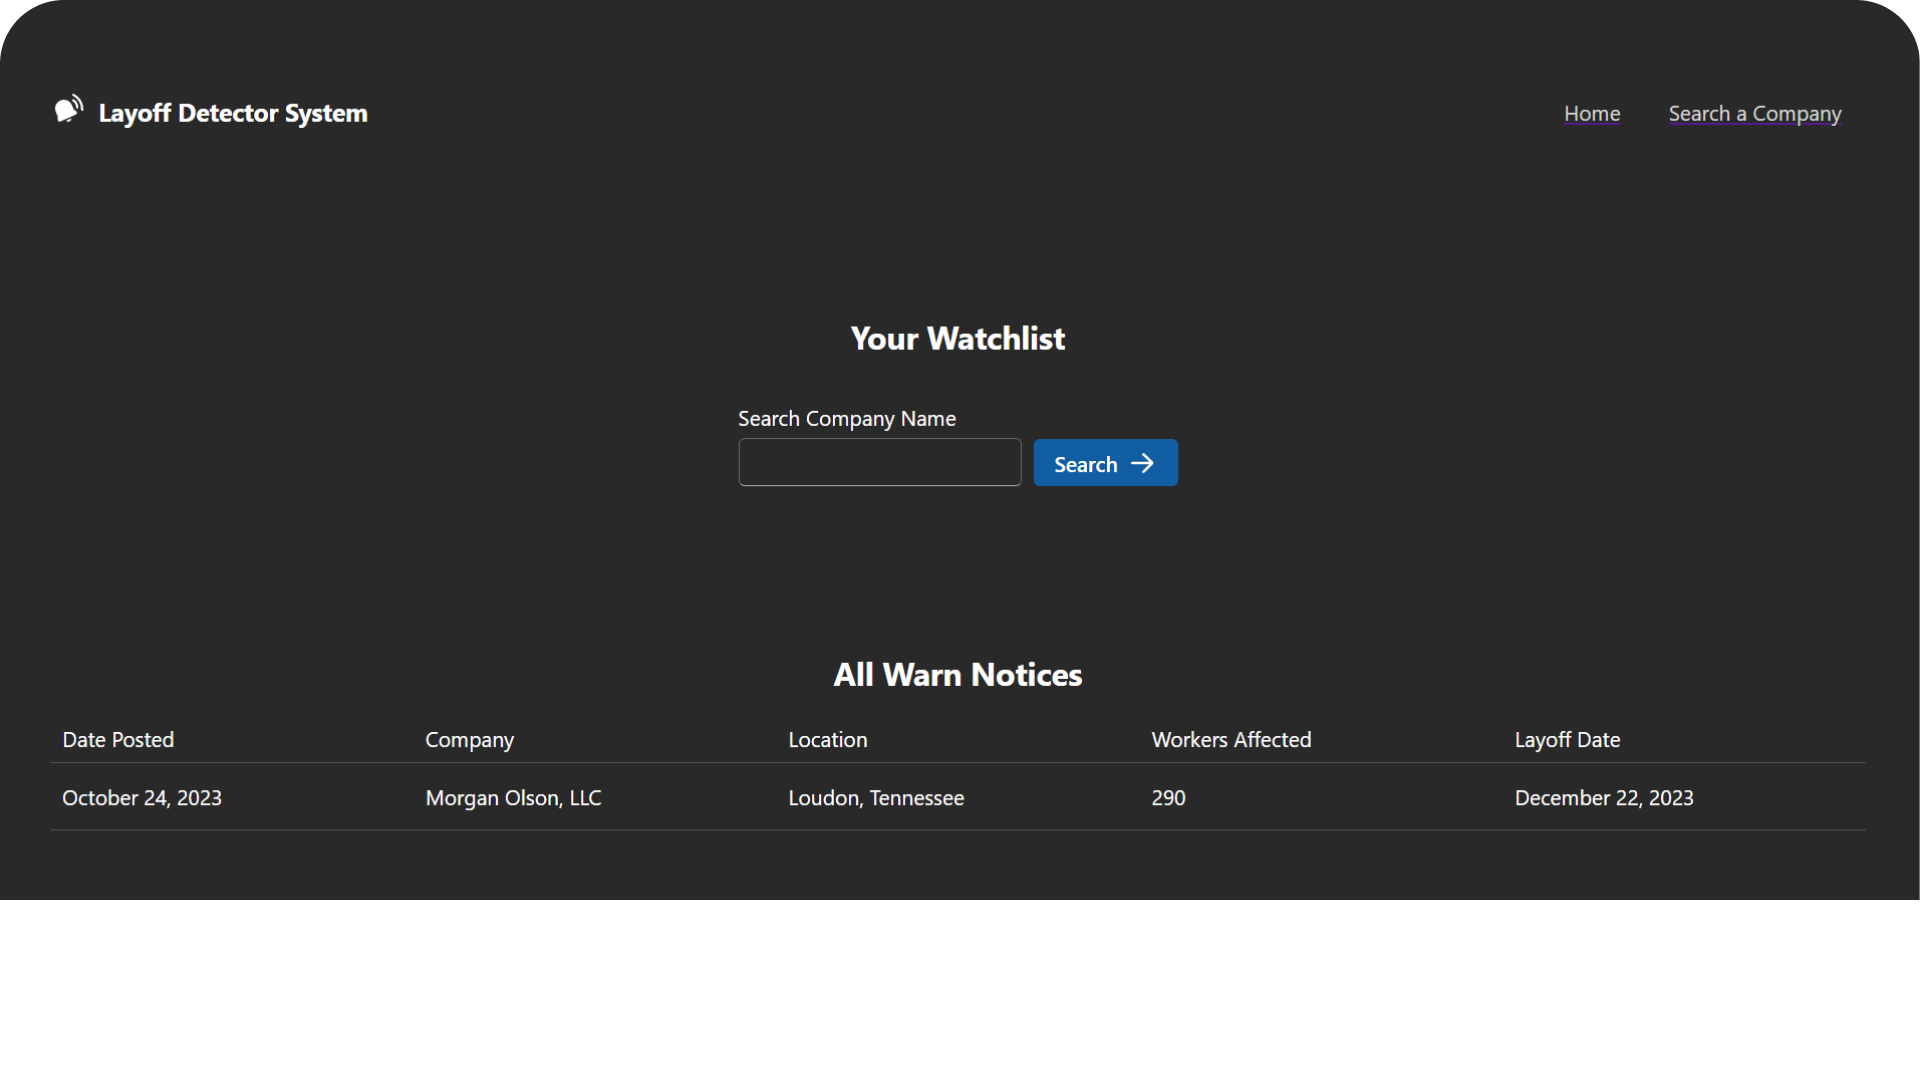 Layoff Detector System
Home Search a Company
Your Watchlist
Search Company Name
Search
All Warn Notices
Date Posted Company Location Workers Affected Layoff Date
October 24, 2023 Morgan Olson, LLC Loudon, Tennessee 290 December 22, 2023